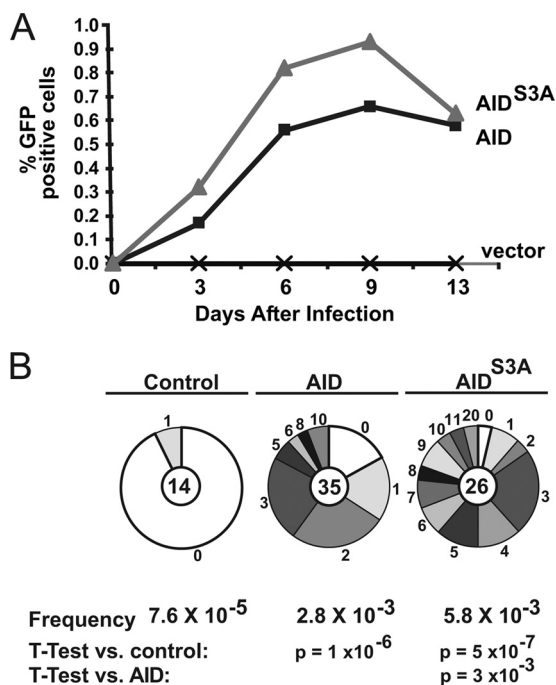 A
1.0
0.9
0.8
0.7
0.6
0.5
0.4
0.3
0.2
0.1
0.0
% GFP
positive cells
AID S3A
AID
vector
0 3 6 9 13
Days After Infection
B
Control AID AID S3A
1
14
0
0
1
2
3
5
6
8
10
35
0
1
2
3
4
5
6
7
8
9
10
11
20
26
Frequency 7.6 X 10-5 2.8 X 10-3 5.8 X 10-3
T-Test vs. control: p = 1 x10-6 p = 5 x10-7
T-Test vs. AID: p = 3 x10-3